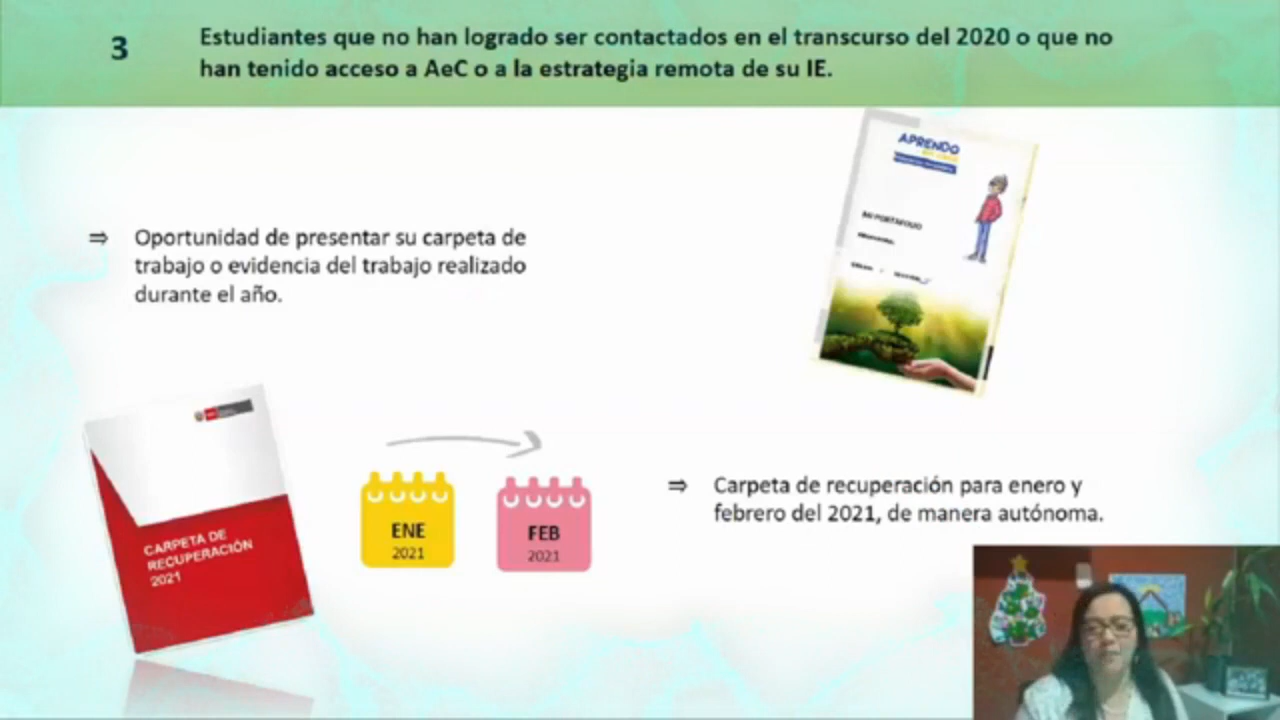 3
Estudiantes que no han logrado ser contactados en el transcurso del 2020 o que no
han tenido acceso a AeC o a la estrategia remota de su IE.
APRENDO
MI PORTAFOLIO
⇒ Oportunidad de presentar su carpeta de
trabajo o evidencia del trabajo realizado
durante el año.
CARPETA DE
RECUPERACIÓN
2021
ENE
2021
FEB
2021
⇒ Carpeta de recuperación para enero y
febrero del 2021, de manera autónoma.